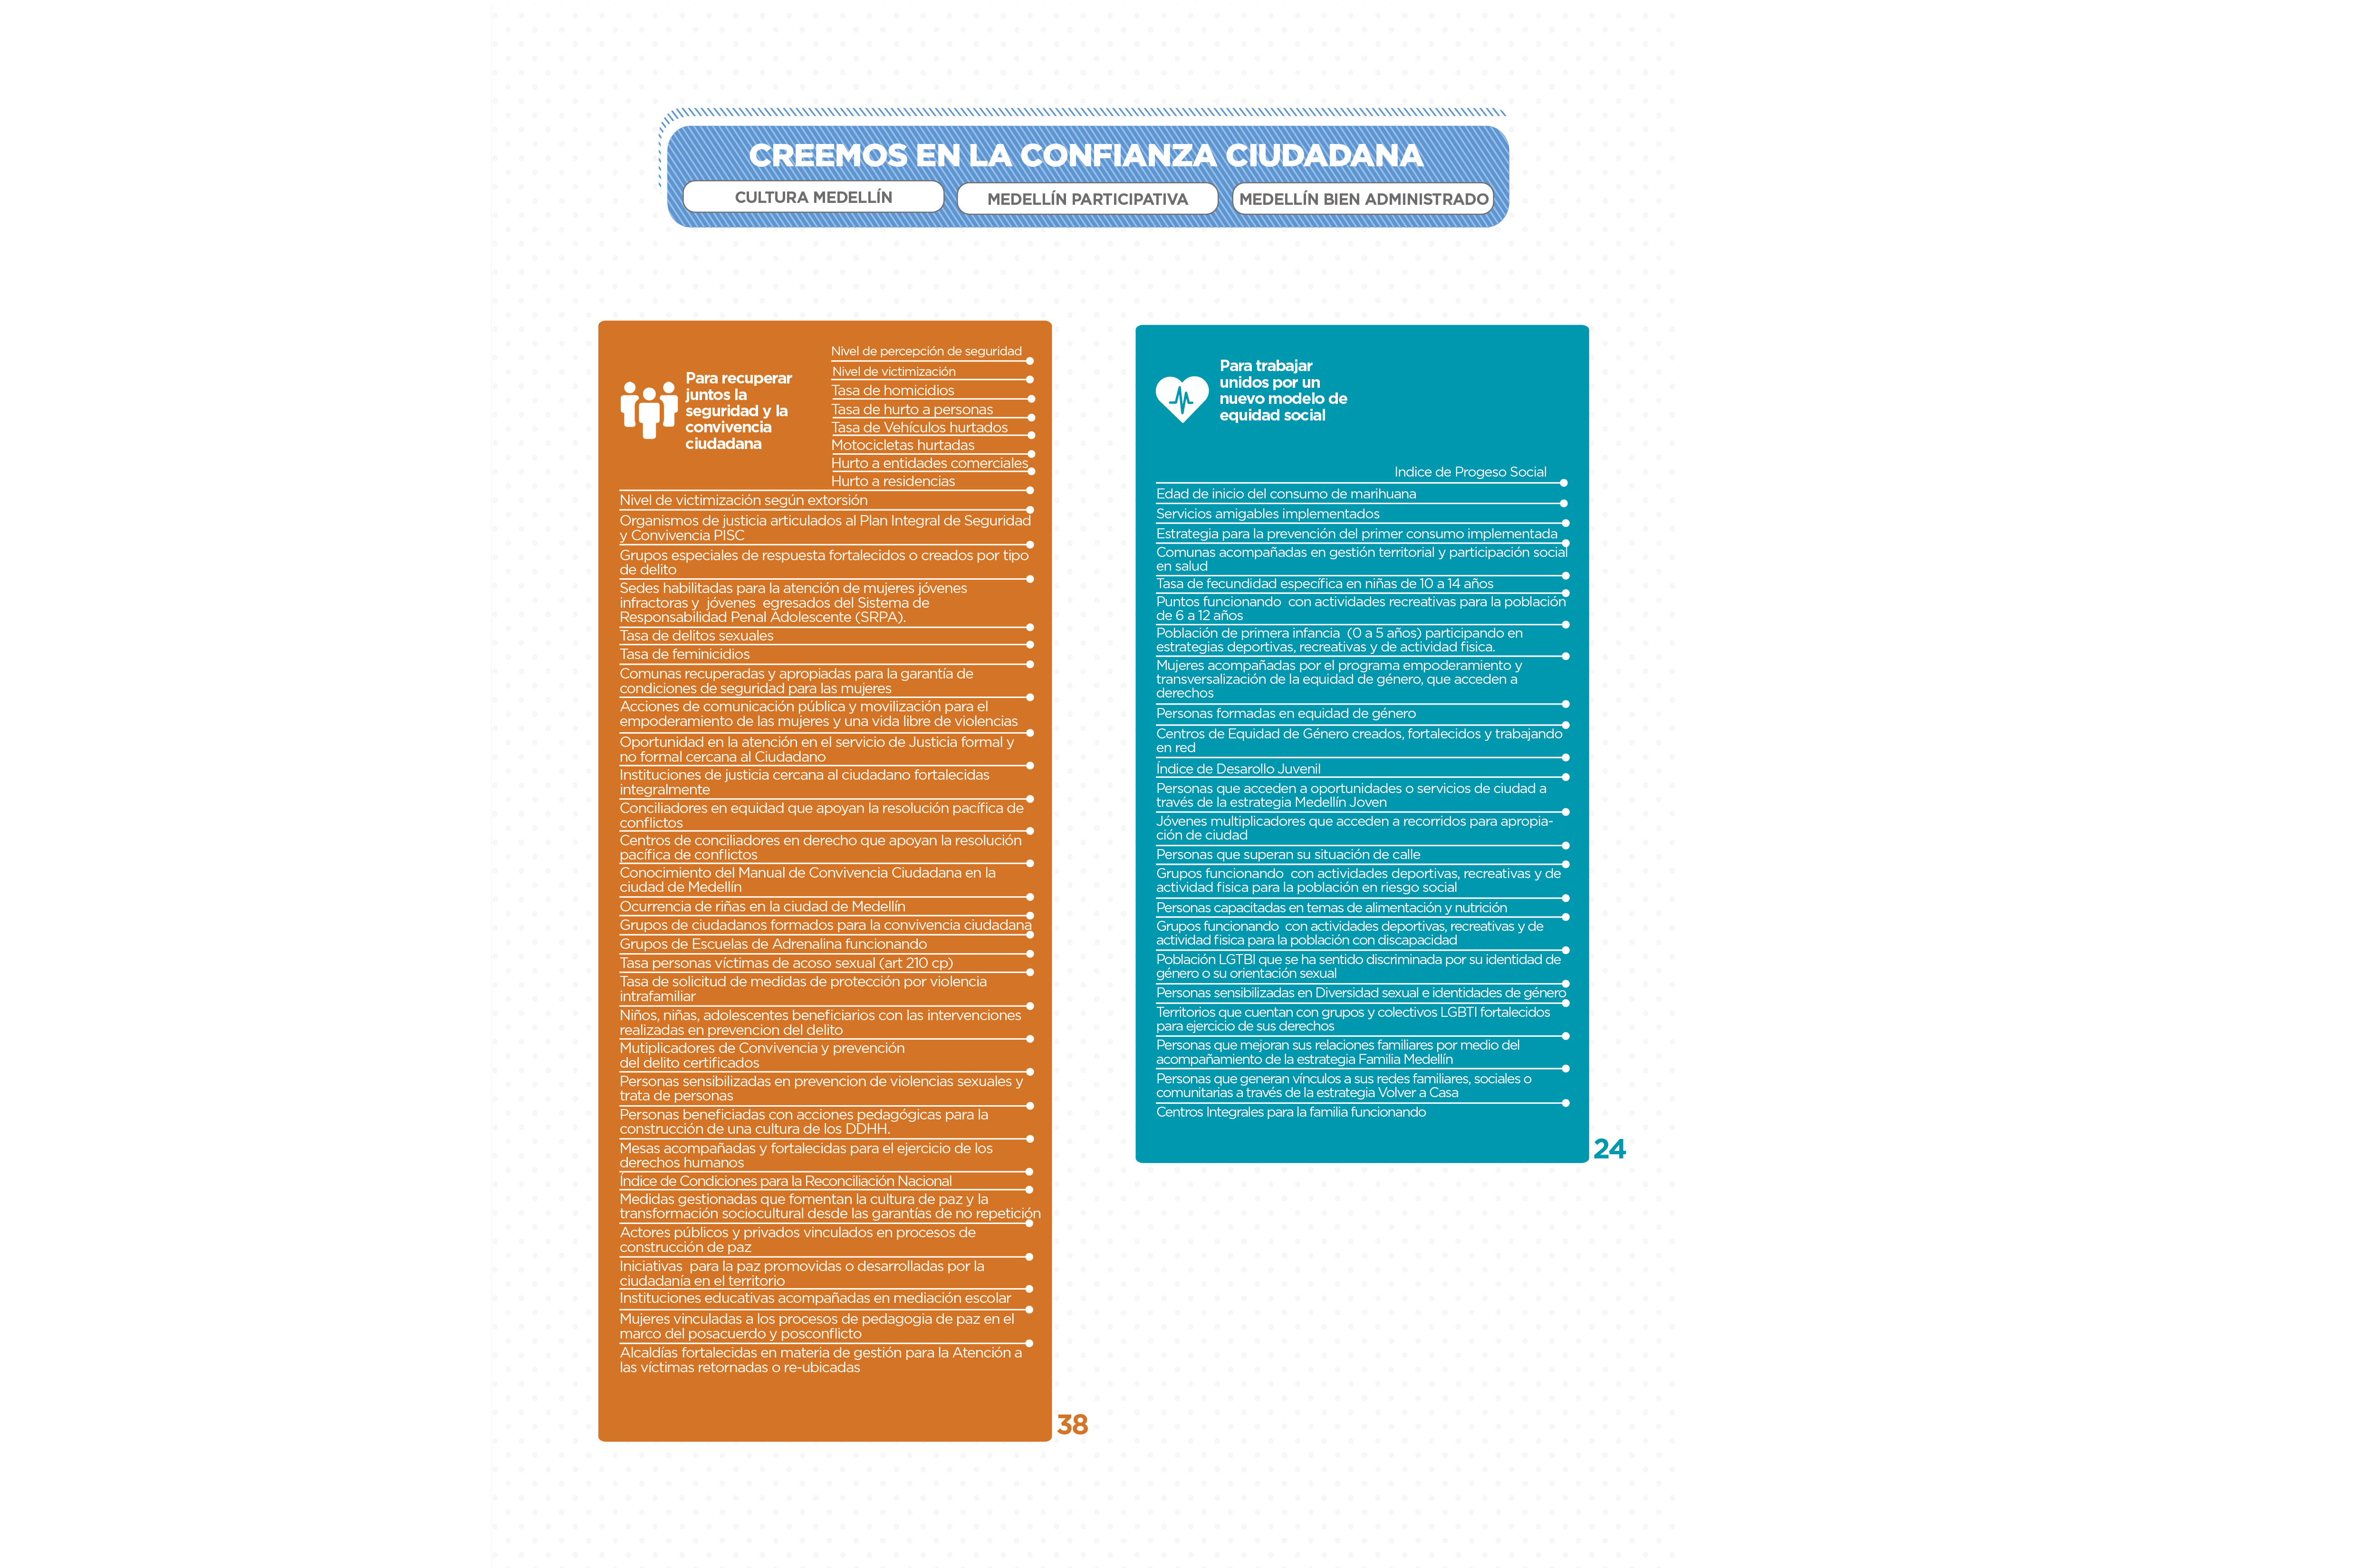 CREEMOS EN LA CONFIANZA CIUDADANA
CULTURA MEDELLÍN
MEDELLÍN PARTICIPATIVA
MEDELLÍN BIEN ADMINISTRADO
Para recuperar
juntos la
seguridad y la
convivencia
ciudadana
Nivel de percepción de seguridad
Nivel de victimización
Tasa de homicidios
Tasa de hurto a personas
Tasa de Vehículos hurtados
Motocicletas hurtadas
Hurto a entidades comerciales
Hurto a residencias
Nivel de victimización según extorsión
Organismos de justicia articulados al Plan Integral de Seguridad
y Convivencia PISC
Grupos especiales de respuesta fortalecidos o creados por tipo
de delito
Sedes habilitadas para la atención de mujeres jóvenes
infractoras y jóvenes egresados del Sistema de
Responsabilidad Penal Adolescente (SRPA).
Tasa de delitos sexuales
Tasa de feminicidios
Comunas recuperadas y apropiadas para la garantía de
condiciones de seguridad para las mujeres
Acciones de comunicación pública y movilización para el
empoderamiento de las mujeres y una vida libre de violencias
Oportunidad en la atención en el servicio de Justicia formal y
no formal cercana al Ciudadano
Instituciones de justicia cercana al ciudadano fortalecidas
integralmente
Conciliadores en equidad que apoyan la resolución pacífica de
conflictos
Centros de conciliadores en derecho que apoyan la resolución
pacífica de conflictos
Conocimiento del Manual de Convivencia Ciudadana en la
ciudad de Medellín
Ocurrencia de riñas en la ciudad de Medellín
Grupos de ciudadanos formados para la convivencia ciudadana
Grupos de Escuelas de Adrenalina funcionando
Tasa personas víctimas de acoso sexual (art 210 cp)
Tasa de solicitud de medidas de protección por violencia
intrafamiliar
Niños, niñas, adolescentes beneficiarios con las intervenciones
realizadas en prevencion del delito
Mutiplicadores de Convivencia y prevención
del delito certificados
Personas sensibilizadas en prevencion de violencias sexuales y
trata de personas
Personas beneficiadas con acciones pedagógicas para la
construcción de una cultura de los DDHH.
Mesas acompañadas y fortalecidas para el ejercicio de los
derechos humanos
Índice de Condiciones para la Reconciliación Nacional
Medidas gestionadas que fomentan la cultura de paz y la
transformación sociocultural desde las garantías de no repetición
Actores públicos y privados vinculados en procesos de
construcción de paz
Iniciativas para la paz promovidas o desarrolladas por la
ciudadanía en el territorio
Instituciones educativas acompañadas en mediación escolar
Mujeres vinculadas a los procesos de pedagogia de paz en el
marco del posacuerdo y posconflicto
Alcaldías fortalecidas en materia de gestión para la Atención a
las víctimas retornadas o re-ubicadas
38
Para trabajar
unidos por un
nuevo modelo de
equidad social
Indice de Progeso Social
Edad de inicio del consumo de marihuana
Servicios amigables implementados
Estrategia para la prevención del primer consumo implementada
Comunas acompañadas en gestión territorial y participación social
en salud
Tasa de fecundidad específica en niñas de 10 a 14 años
Puntos funcionando con actividades recreativas para la población
de 6 a 12 años
Población de primera infancia (0 a 5 años) participando en
estrategias deportivas, recreativas y de actividad fisica.
Mujeres acompañadas por el programa empoderamiento y
transversalización de la equidad de género, que acceden a
derechos
Personas formadas en equidad de género
Centros de Equidad de Género creados, fortalecidos y trabajando
en red
Índice de Desarollo Juvenil
Personas que acceden a oportunidades o servicios de ciudad a
través de la estrategia Medellín Joven
Jóvenes multiplicadores que acceden a recorridos para apropia-
ción de ciudad
Personas que superan su situación de calle
Grupos funcionando con actividades deportivas, recreativas y de
actividad fisica para la población en riesgo social
Personas capacitadas en temas de alimentación y nutrición
Grupos funcionando con actividades deportivas, recreativas y de
actividad fisica para la población con discapacidad
Población LGTBI que se ha sentido discriminada por su identidad de
género o su orientación sexual
Personas sensibilizadas en Diversidad sexual e identidades de género
Territorios que cuentan con grupos y colectivos LGBTI fortalecidos
para ejercicio de sus derechos
Personas que mejoran sus relaciones familiares por medio del
acompañamiento de la estrategia Familia Medellín
Personas que generan vínculos a sus redes familiares, sociales o
comunitarias a través de la estrategia Volver a Casa
Centros Integrales para la familia funcionando
24